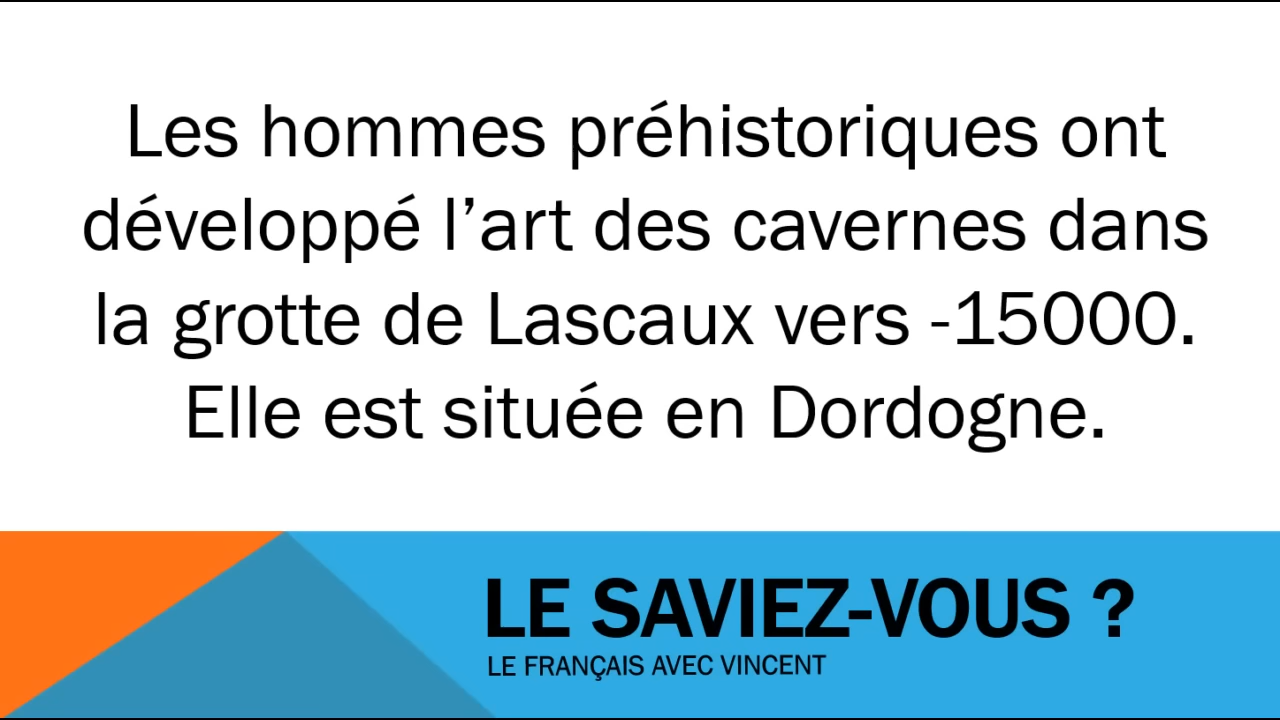 Les hommes préhistoriques ont
développé l’art des cavernes dans
la grotte de Lascaux vers -15000.
Elle est située en Dordogne.
LE SAVIEZ-VOUS ?
LE FRANÇAIS AVEC VINCENT